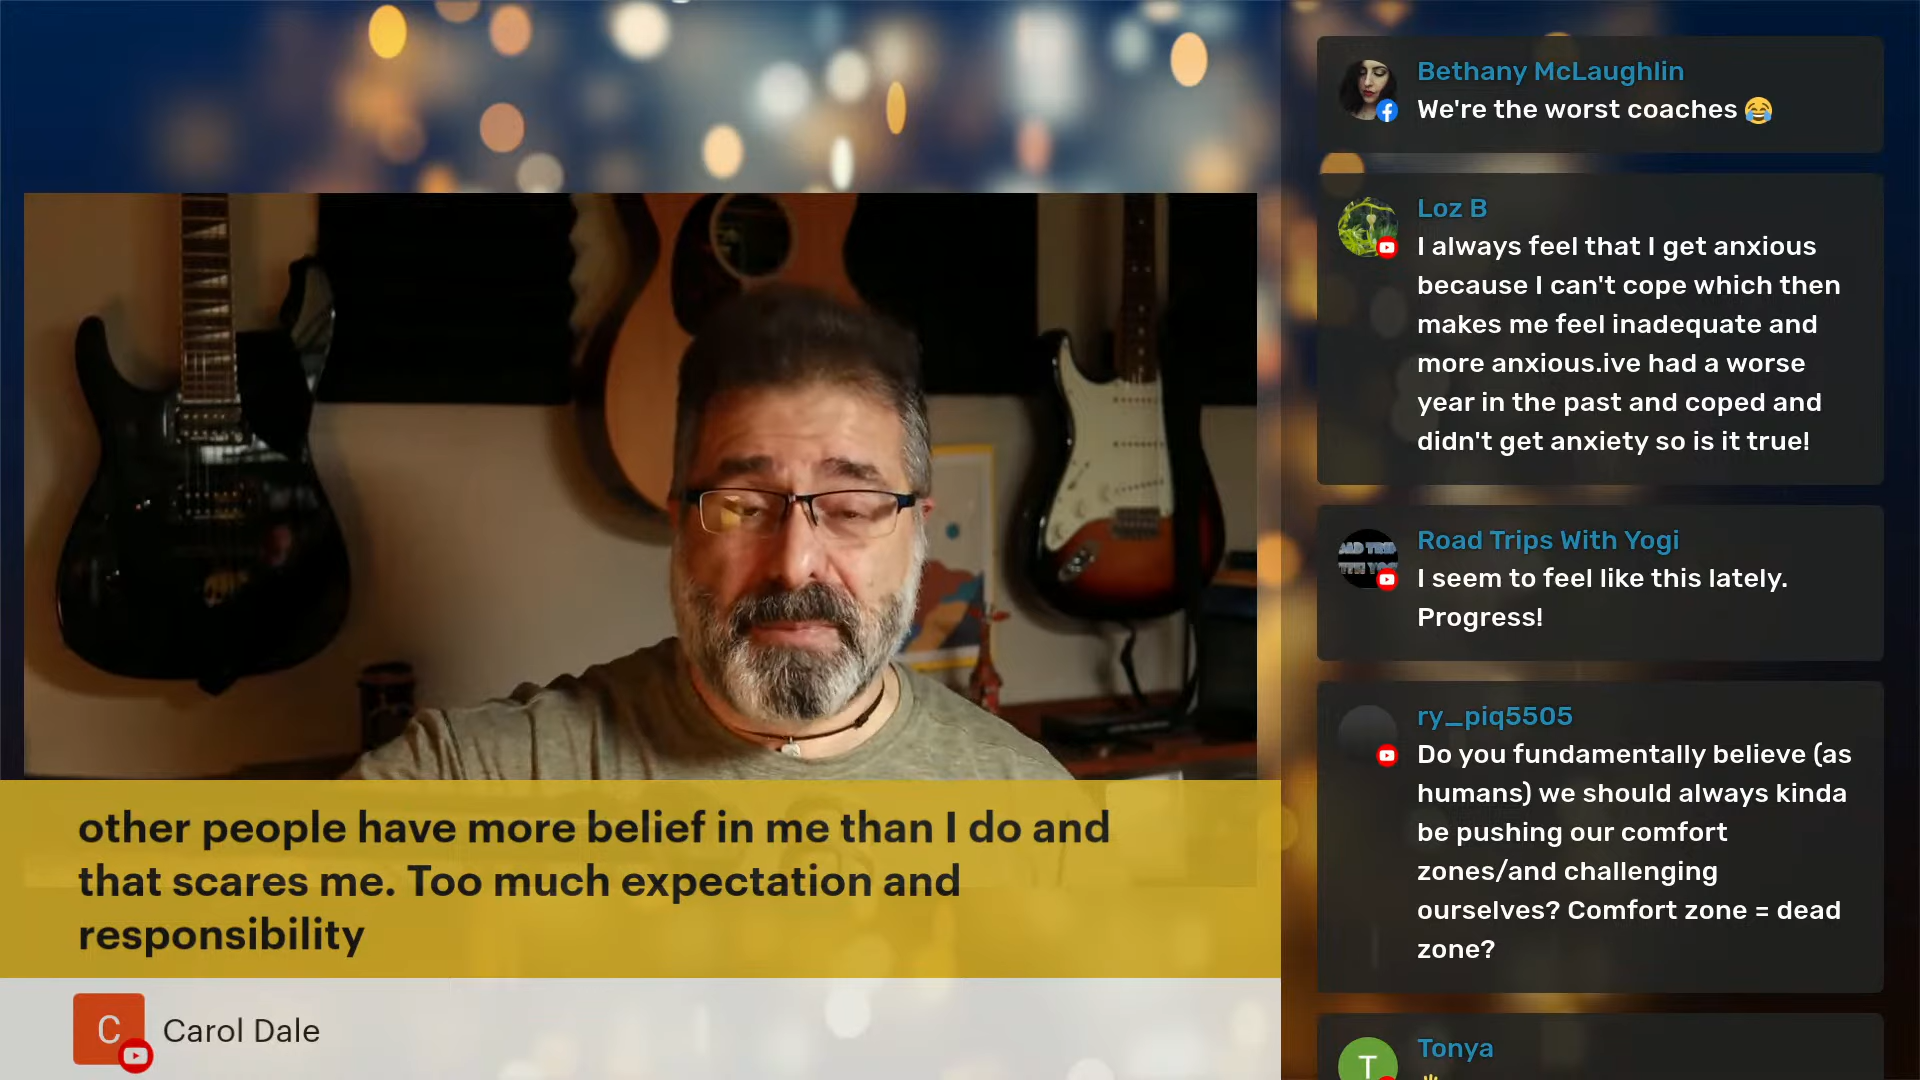 other people have more belief in me than I do and
that scares me. Too much expectation and
responsibility
C
Carol Dale
Bethany McLaughlin
We're the worst coaches 😂
Loz B
I always feel that I get anxious
because I can't cope which then
makes me feel inadequate and
more anxious.ive had a worse
year in the past and coped and
didn't get anxiety so is it true!
Road Trips With Yogi
I seem to feel like this lately.
Progress!
ry_piq5505
Do you fundamentally believe (as
humans) we should always kinda
be pushing our comfort
zones/and challenging
ourselves? Comfort zone = dead
zone?
T
Tonya